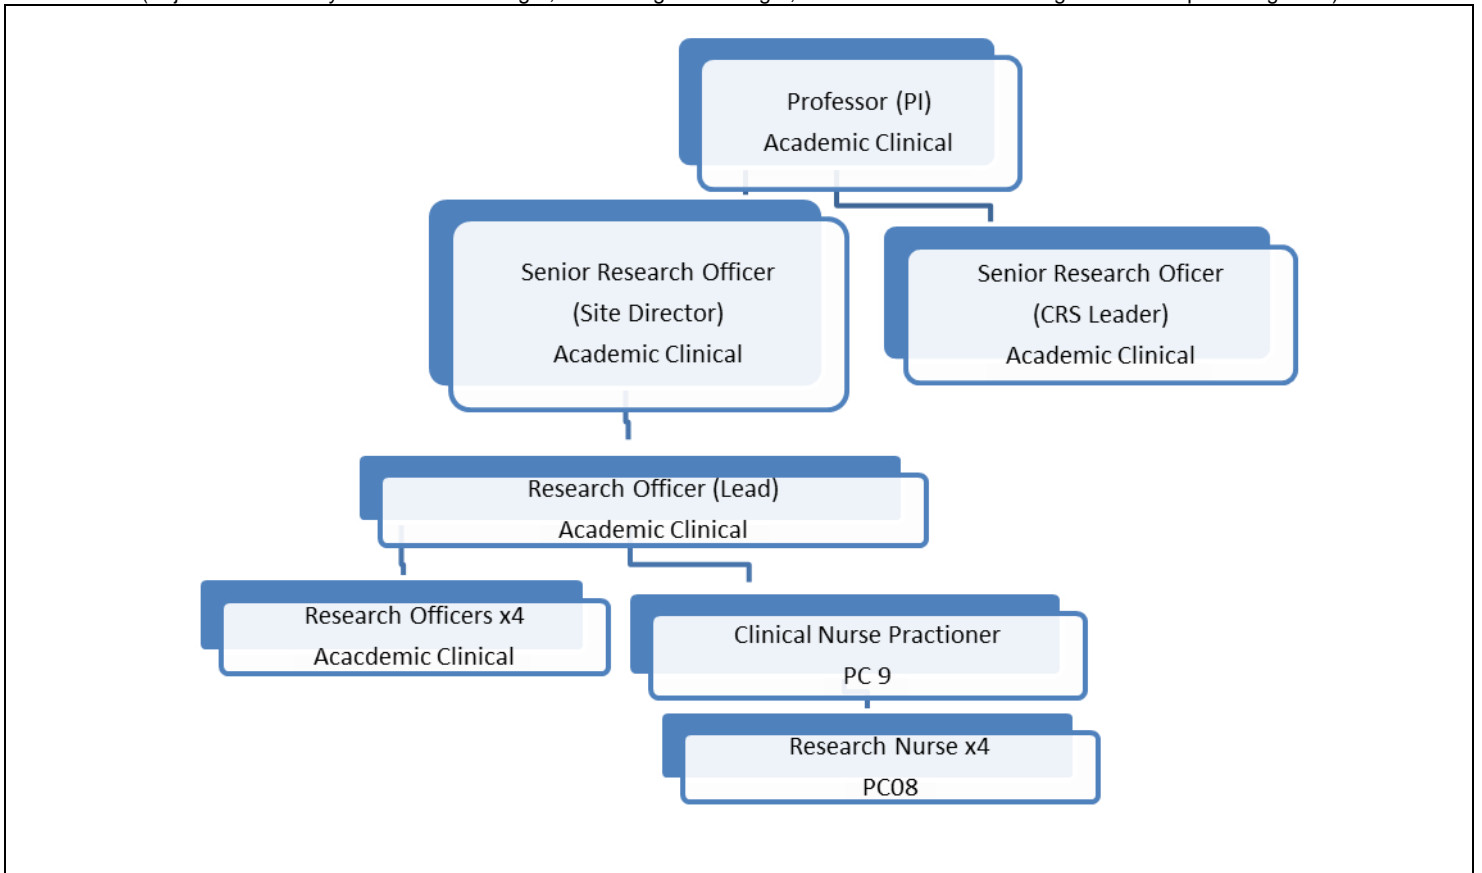 Professor (PI)
Academic Clinical
Senior Research Officer
(Site Director)
Academic Clinical
Senior Research Oficer
(CRS Leader)
Academic Clinical
Research Officer (Lead)
Academic Clinical
Research Officers x4
Acacdemic Clinical
Clinical Nurse Practioner
PC 9
Research Nurse x4
PC08